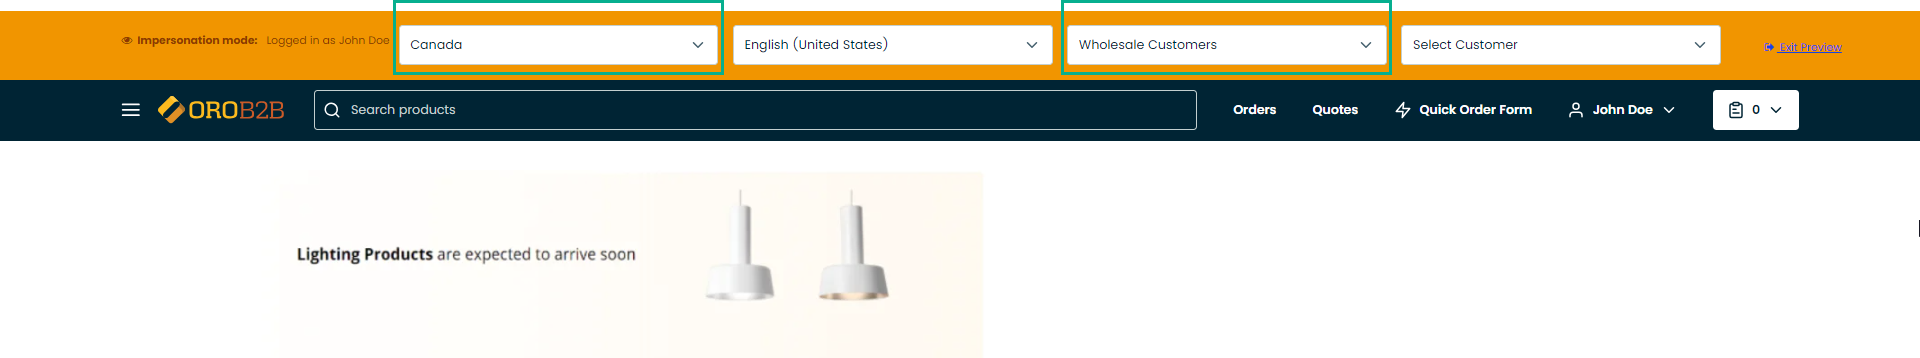 Impersonation mode: Logged in as John Doe
Canada
English (United States)
Wholesale Customers
Select Customer
Exit Preview
OROB2B
Search products
Orders
Quotes
Quick Order Form
John Doe
0
Lighting Products are expected to arrive soon